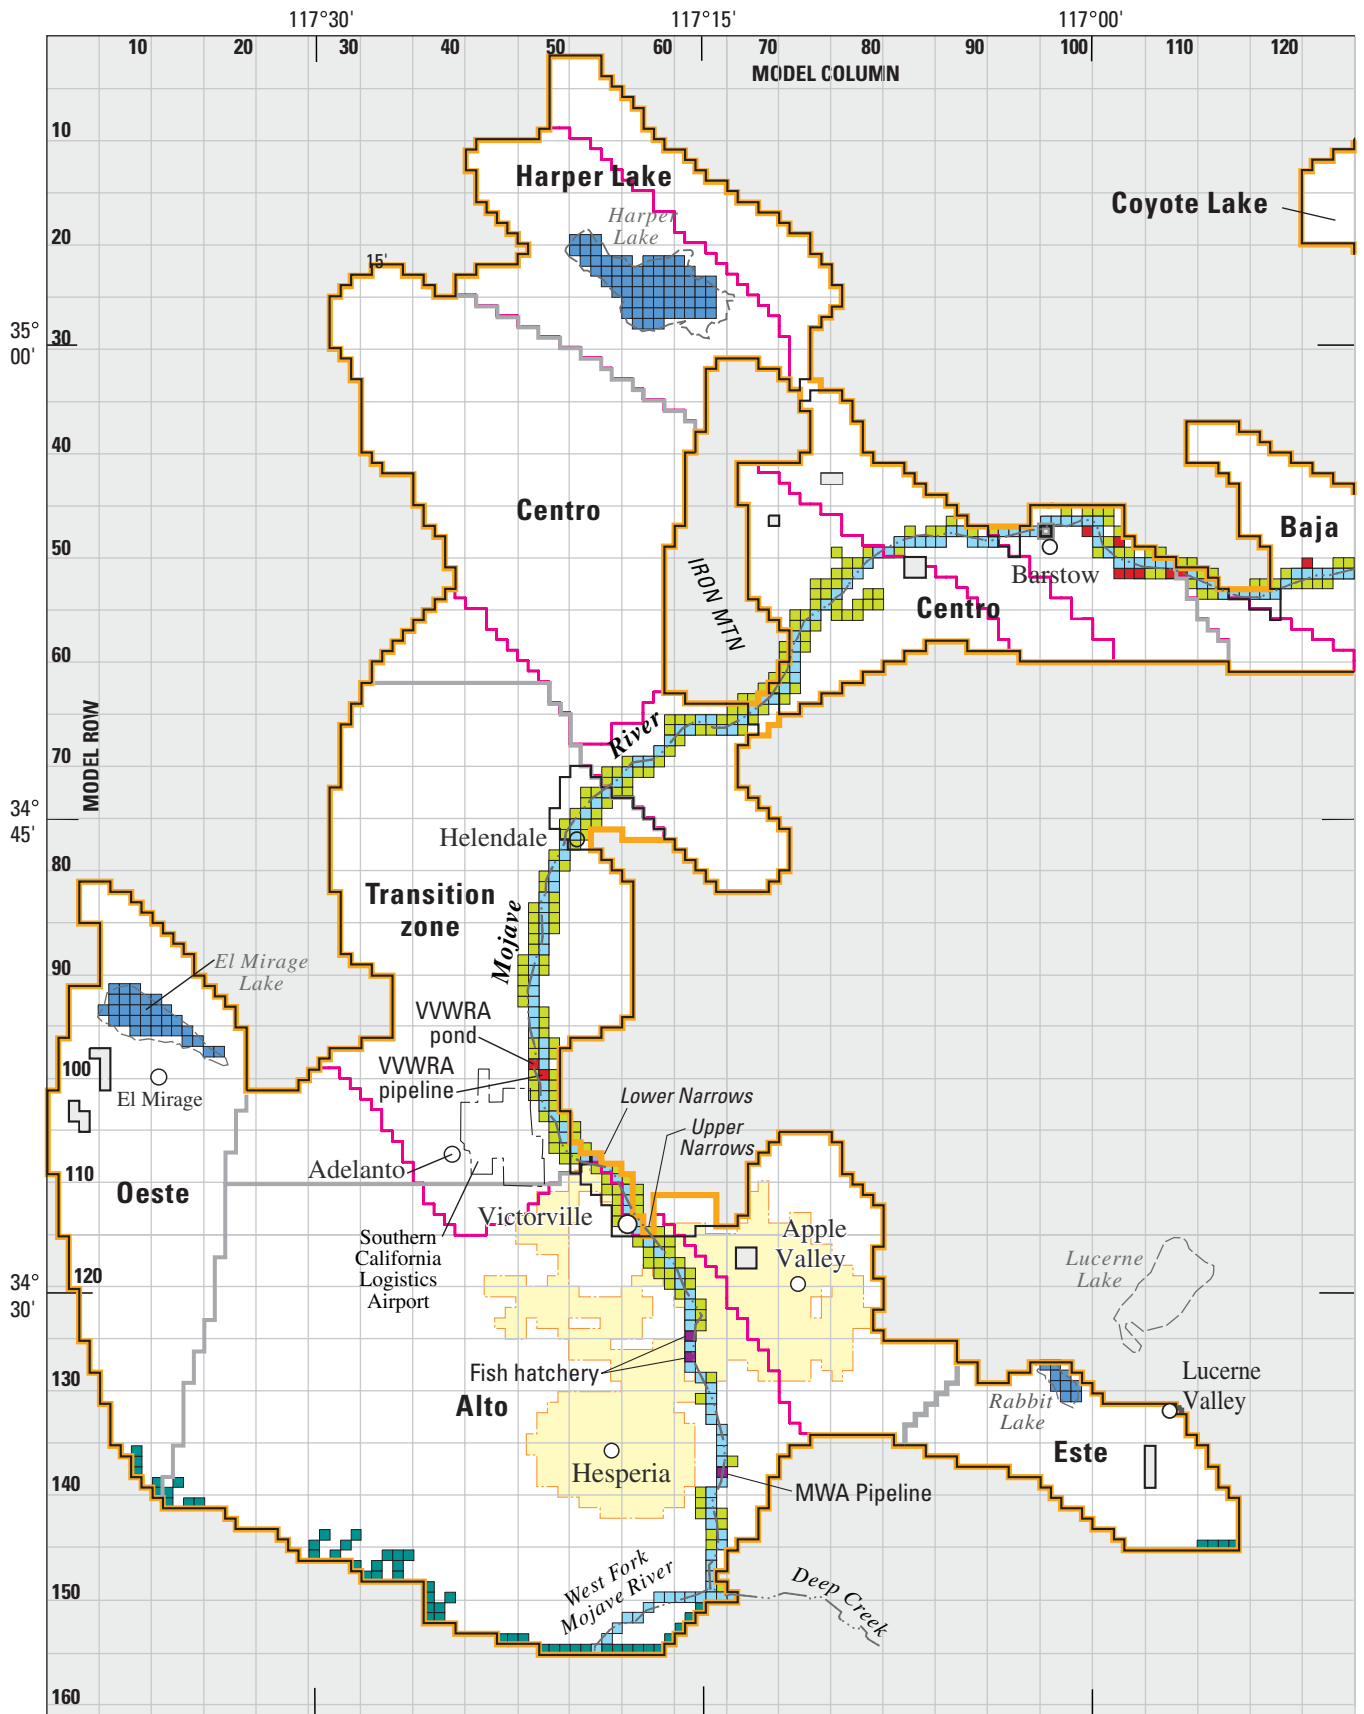 117°30' 117°15' 117°00'
10 20 30 40 50 60 70 80 90 100 110 120
MODEL COLUMN
10
Harper Lake
Coyote Lake
Harper
Lake
20
15'
35°
00'
30
40
Centro
Baja
50
IRON MTN
Barstow
Centro
60
MODEL ROW
River
70
34°
45'
Helendale
80
Transition
zone
Mojave
90
El Mirage
Lake
VVWRA
pond
100
VVWRA
pipeline
El Mirage
Lower Narrows
Upper
Narrows
Adelanto
110
Oeste
Victorville
Apple
Valley
Southern
California
Logistics
Airport
Lucerne
Lake
120
34°
30'
Fish hatchery
130
Alto
Rabbit
Lake
Lucerne
Valley
Este
Hesperia
140
MWA Pipeline
West Fork
Mojave River
Deep Creek
150
160